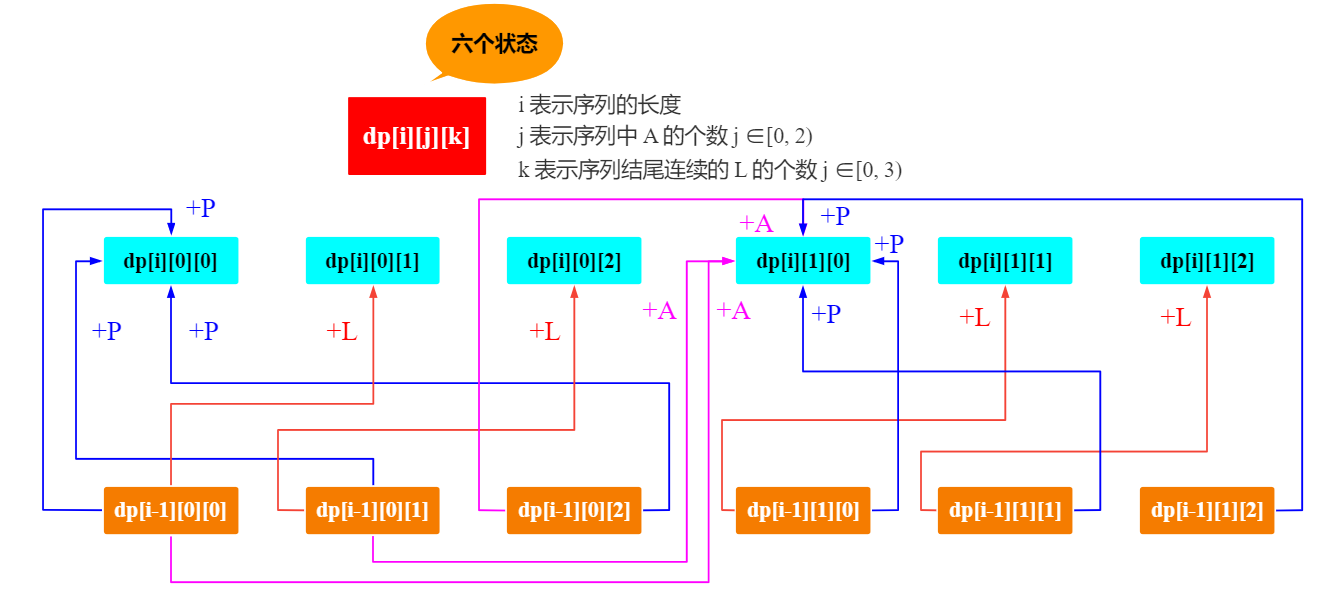 六个状态
dp[i][j][k]
i 表示序列的长度
j 表示序列中 A 的个数 j ∈[0, 2)
k 表示序列结尾连续的 L 的个数 j ∈[0, 3)
+P
+A
+P
+P
dp[i][0][0]
dp[i][0][1]
dp[i][0][2]
dp[i][1][0]
dp[i][1][1]
dp[i][1][2]
+P
+P
+L
+L
+A
+A
+P
+L
+L
dp[i-1][0][0]
dp[i-1][0][1]
dp[i-1][0][2]
dp[i-1][1][0]
dp[i-1][1][1]
dp[i-1][1][2]